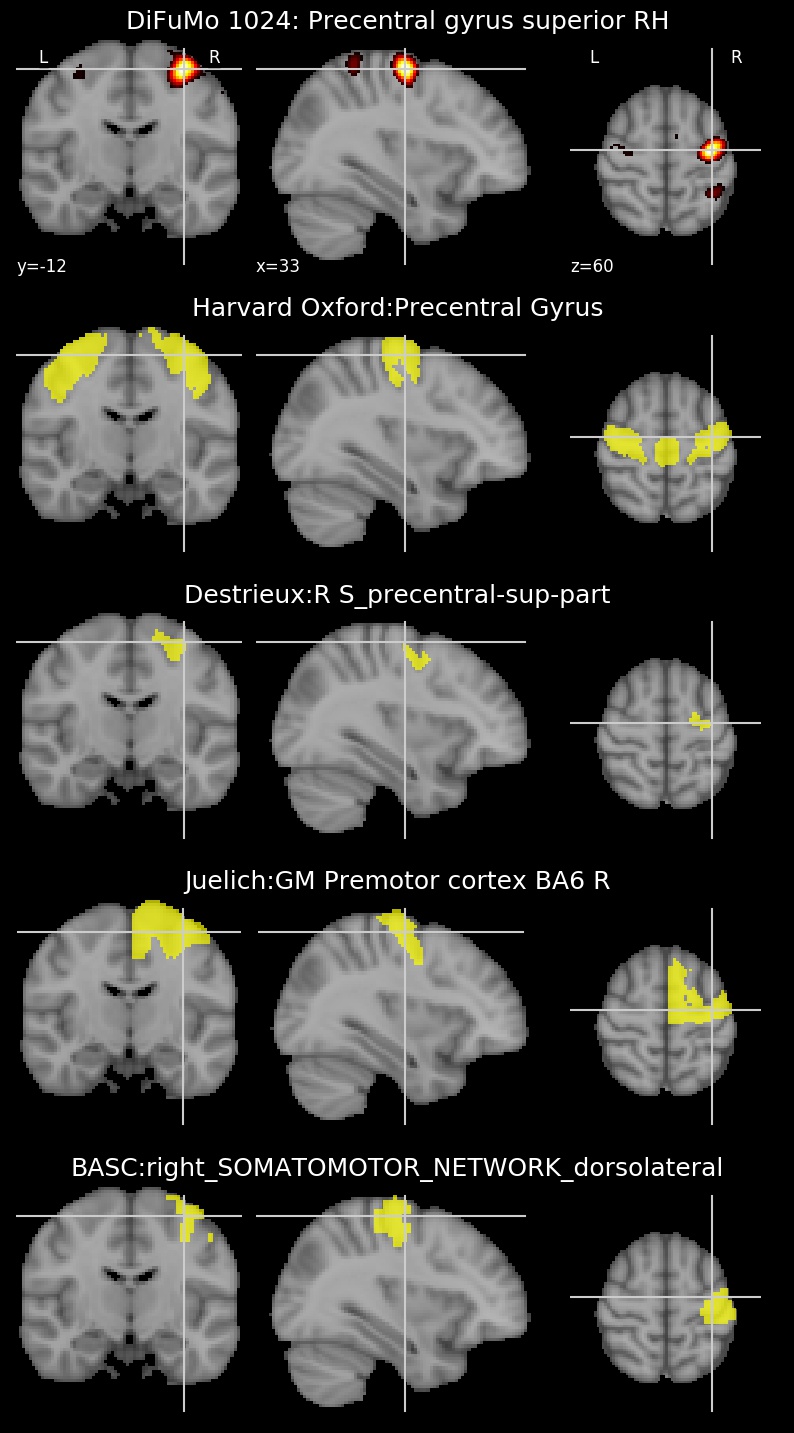 DiFuMo 1024: Precentral gyrus superior RH
L R L R
y=-12 x=33 z=60
Harvard Oxford:Precentral Gyrus
Destrieux:R S_precentral-sup-part
Juelich:GM Premotor cortex BA6 R
BASC:right_SOMATOMOTOR_NETWORK_dorsolateral